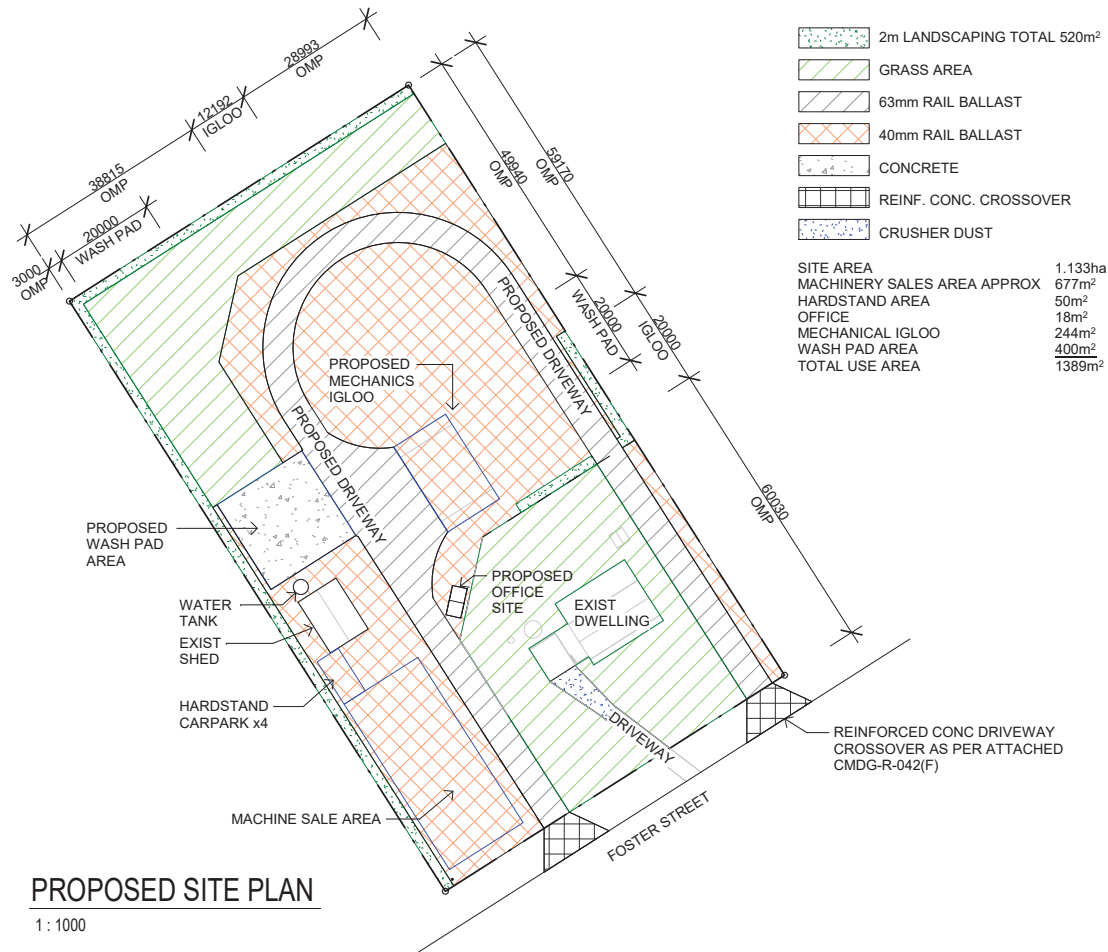 28993
OMP
12192
IGLOO
38815
OMP
20000
WASH PAD
3000
OMP
49940
OMP
59170
OMP
20000
WASH PAD
20000
IGLOO
60030
OMP
2m LANDSCAPING TOTAL 520m²
GRASS AREA
63mm RAIL BALLAST
40mm RAIL BALLAST
CONCRETE
REINF. CONC. CROSSOVER
CRUSHER DUST
SITE AREA 1.133ha
MACHINERY SALES AREA APPROX 677m²
HARDSTAND AREA 50m²
OFFICE 18m²
MECHANICAL IGLOO 244m²
WASH PAD AREA 400m²
TOTAL USE AREA 1389m²
PROPOSED DRIVEWAY
PROPOSED
MECHANICS
IGLOO
PROPOSED DRIVEWAY
PROPOSED
WASH PAD
AREA
PROPOSED
OFFICE
SITE
EXIST
DWELLING
WATER
TANK
EXIST
SHED
HARDSTAND
CARPARK x4
DRIVEWAY
REINFORCED CONC DRIVEWAY
CROSSOVER AS PER ATTACHED
CMDG-R-042(F)
MACHINE SALE AREA
FOSTER STREET
PROPOSED SITE PLAN
1 : 1000